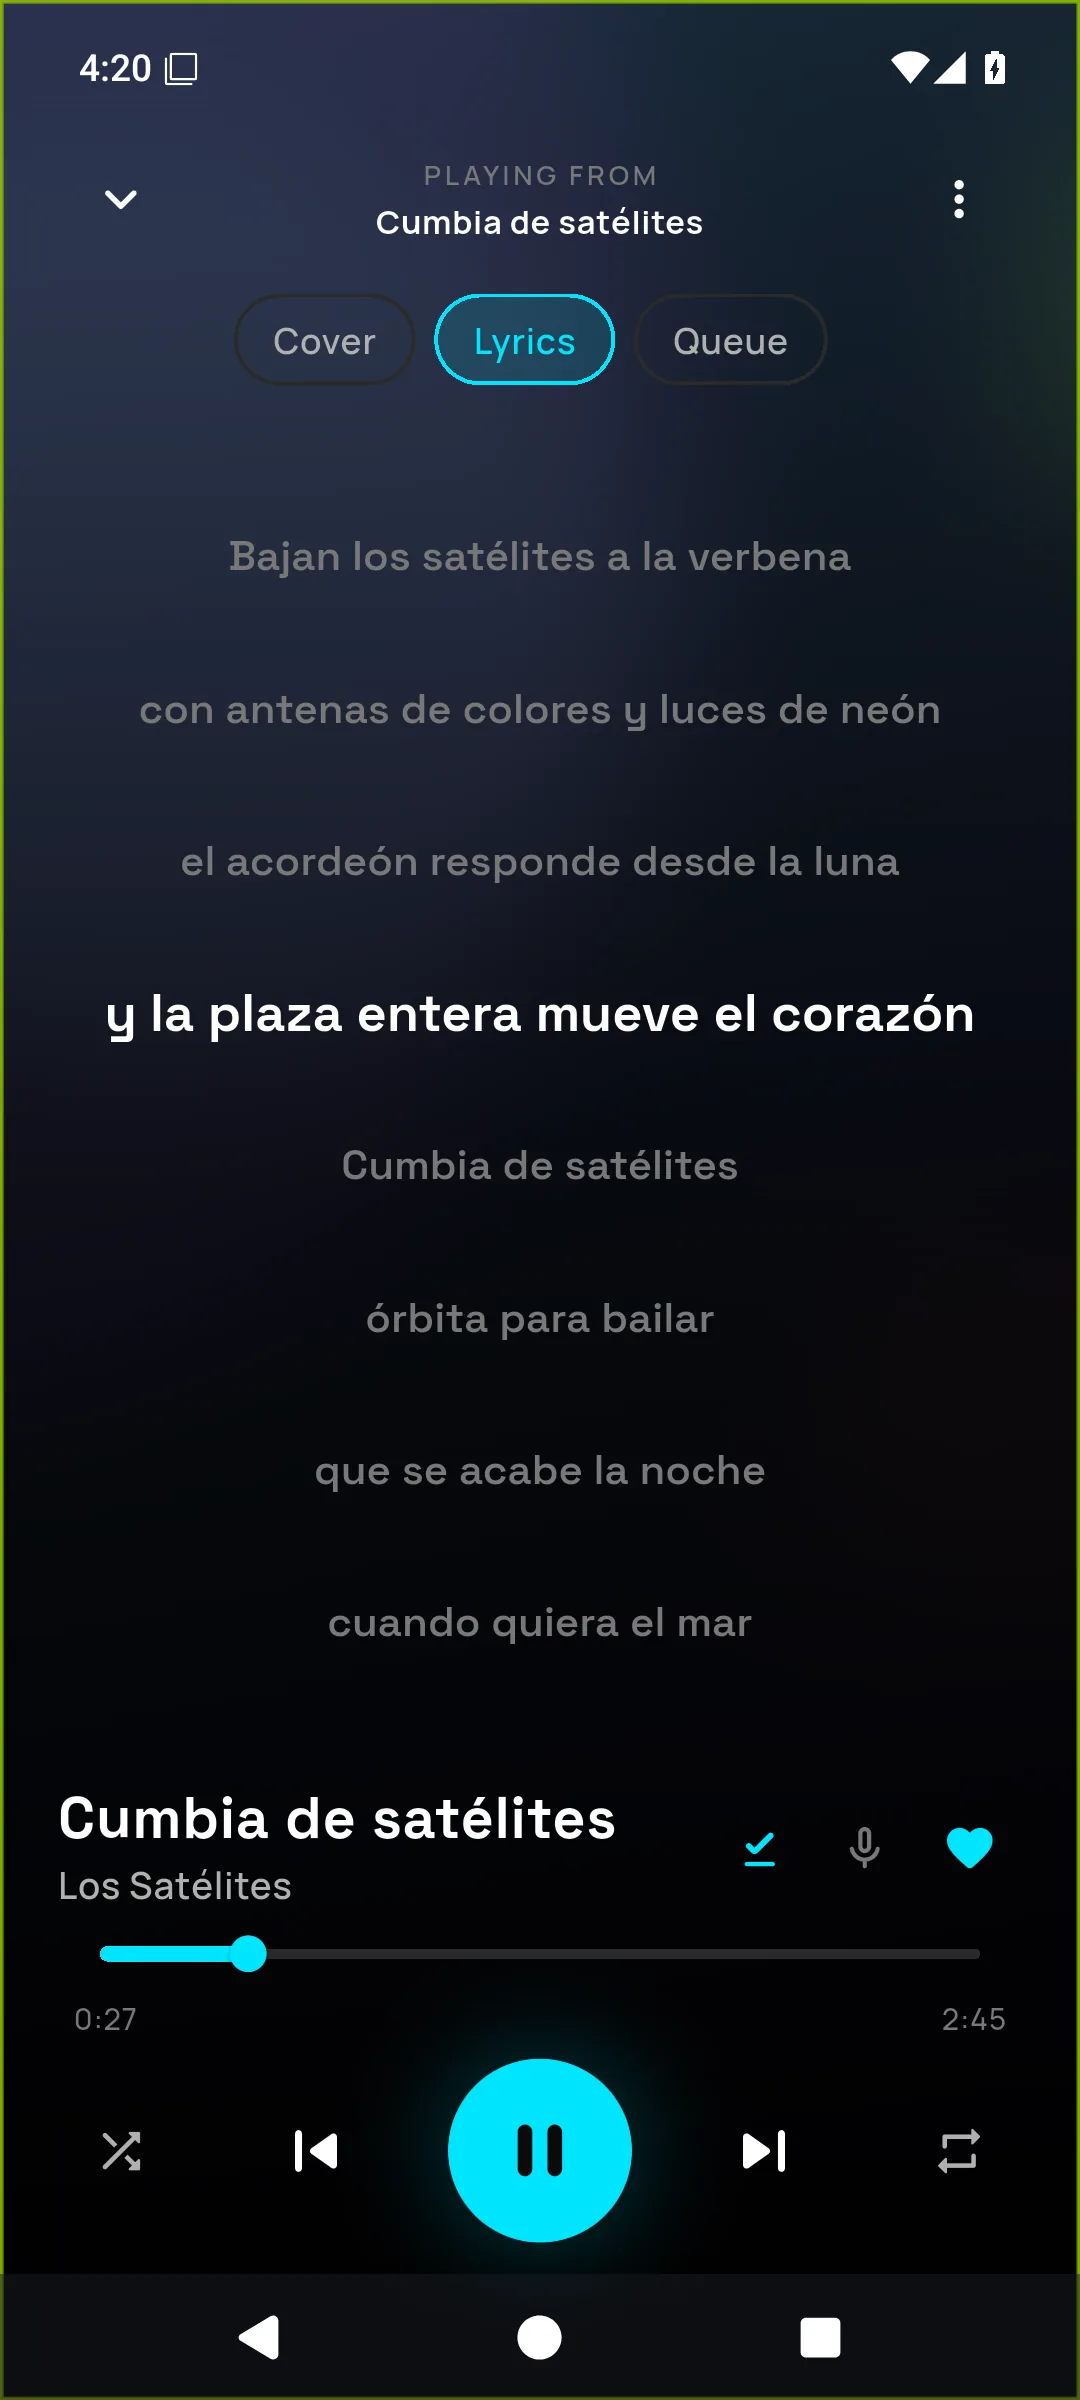 4:20
PLAYING FROM
Cumbia de satélites
Cover Lyrics Queue
Bajan los satélites a la verbena
con antenas de colores y luces de neón
el acordeón responde desde la luna
y la plaza entera mueve el corazón
Cumbia de satélites
órbita para bailar
que se acabe la noche
cuando quiera el mar
Cumbia de satélites
Los Satélites
0:27 2:45